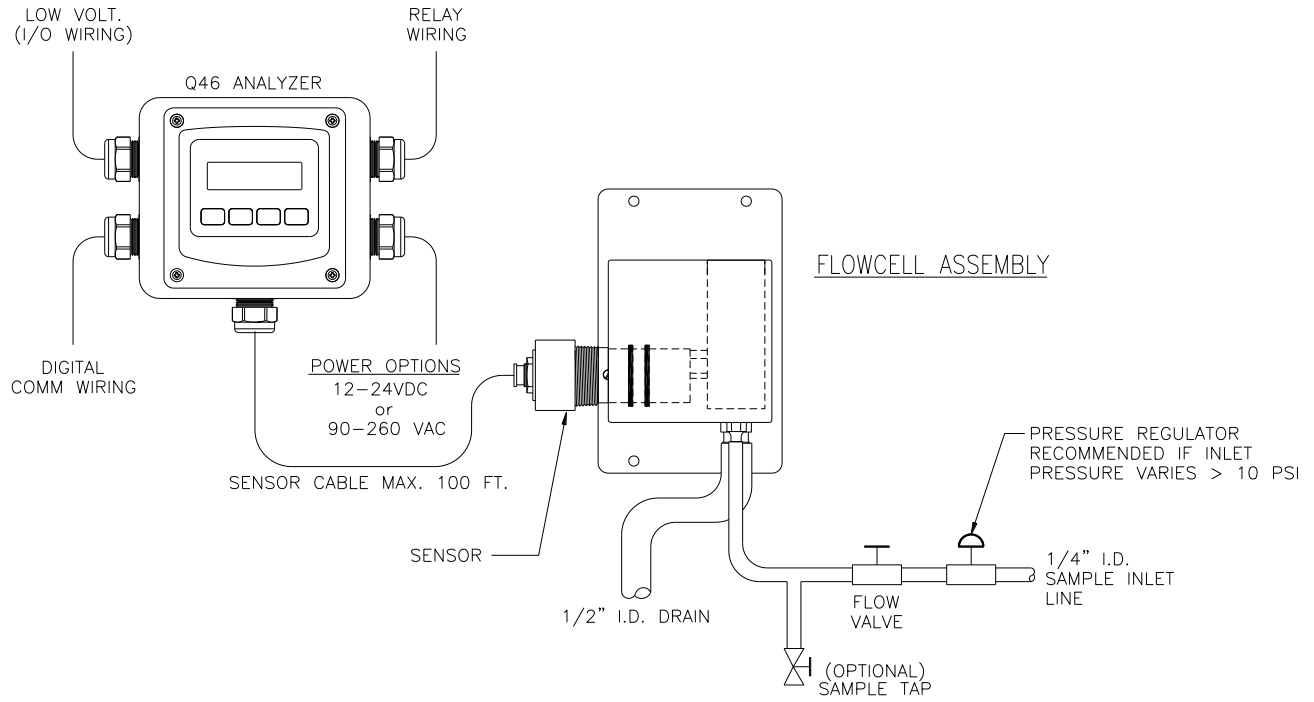 LOW VOLT.
(I/O WIRING)
RELAY
WIRING
Q46 ANALYZER
FLOWCELL ASSEMBLY
DIGITAL
COMM WIRING
POWER OPTIONS
12-24VDC
or
90-260 VAC
SENSOR CABLE MAX. 100 FT.
PRESSURE REGULATOR
RECOMMENDED IF INLET
PRESSURE VARIES > 10 PSI
SENSOR
1/4" I.D.
SAMPLE INLET
LINE
1/2" I.D. DRAIN
FLOW
VALVE
(OPTIONAL)
SAMPLE TAP